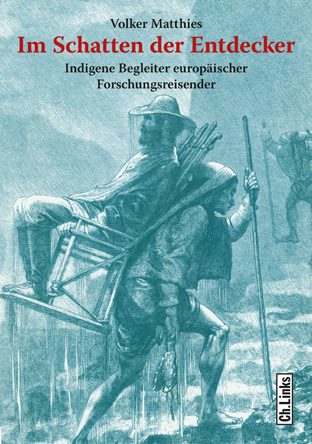 Volker Matthies
Im Schatten der Entdecker
Indigene Begleiter europäischer
Forschungsreisender
Ch.Links